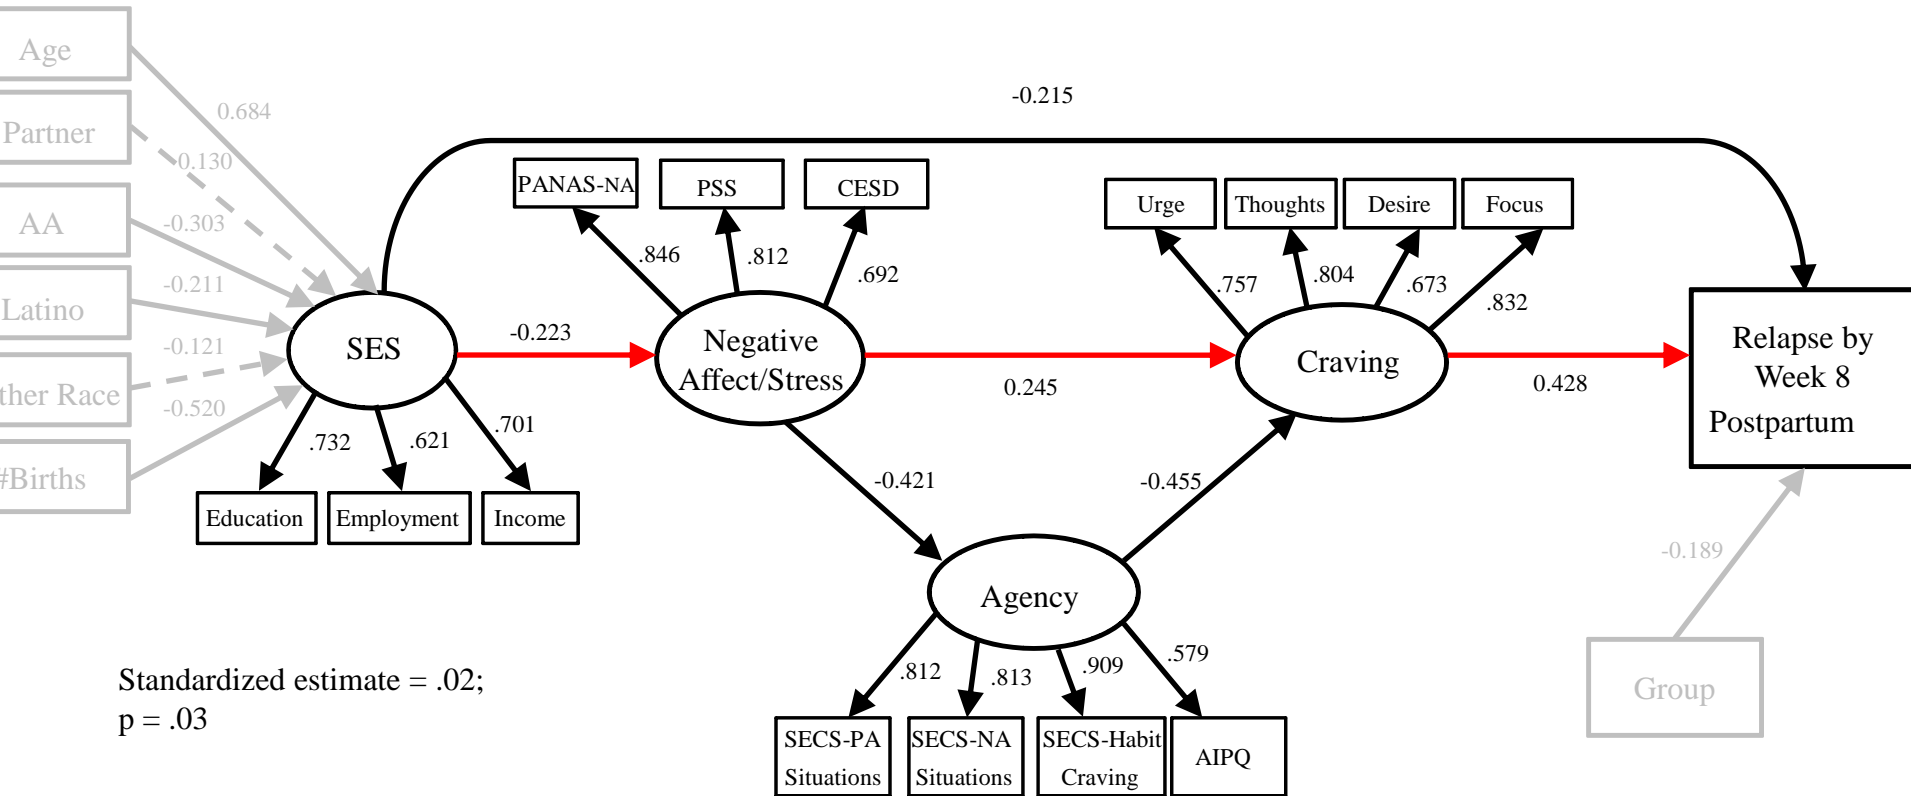 Age
Partner
AA
Latino
ther Race
#Births
0.684
-0.130
-0.303
-0.211
-0.121
-0.520
SES
.732
.621
.701
Education
Employment
Income
-0.215
-0.223
PANAS-NA
PSS
CESD
.846
.812
.692
Negative
Affect/Stress
0.245
-0.421
-0.455
Urge
Thoughts
Desire
Focus
.757
.804
.673
.832
Craving
0.428
Relapse by
Week 8
Postpartum
-0.189
Group
Agency
.812
.813
.909
.579
SECS-PA
Situations
SECS-NA
Situations
SECS-Habit
Craving
AIPQ
Standardized estimate = .02;
p = .03